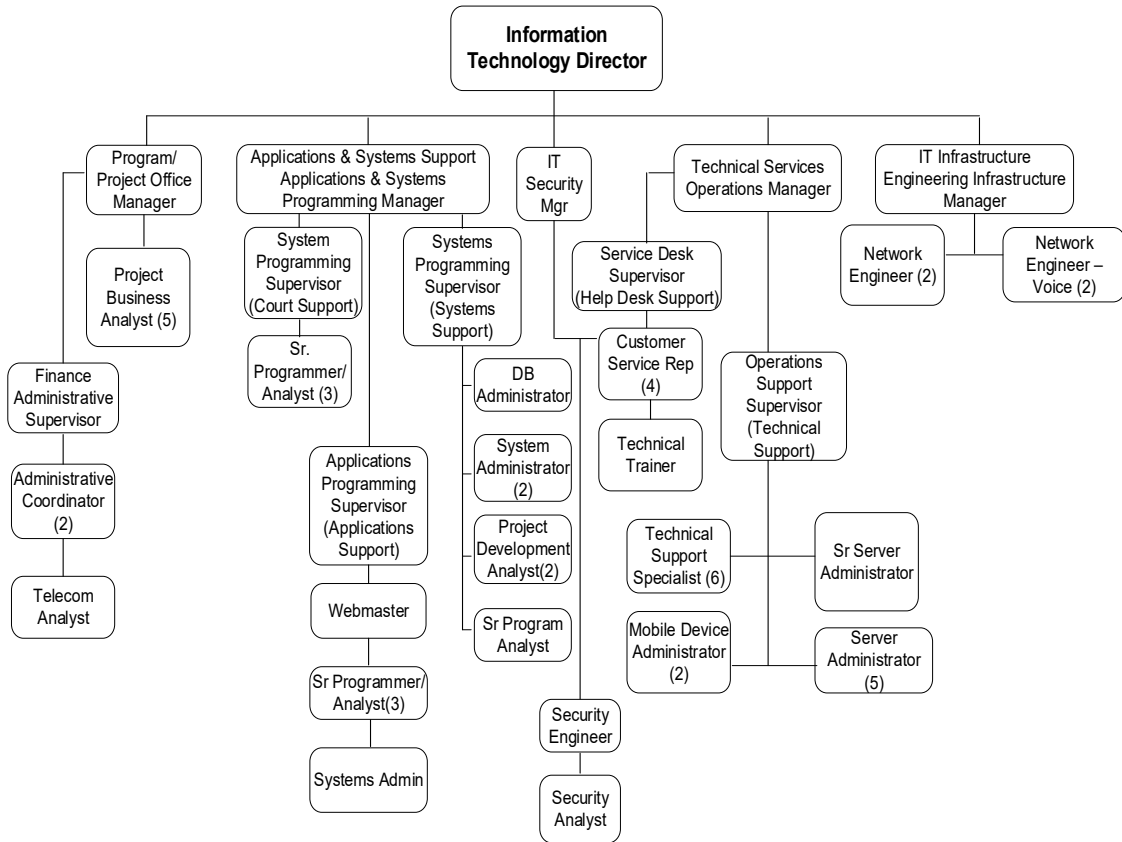 Information
Technology Director
Program/
Project Office
Manager
Applications & Systems Support
Applications & Systems
Programming Manager
IT
Security
Mgr
Technical Services
Operations Manager
IT Infrastructure
Engineering Infrastructure
Manager
Project
Business
Analyst (5)
System
Programming
Supervisor
(Court Support)
Systems
Programming
Supervisor
(Systems
Support)
Service Desk
Supervisor
(Help Desk Support)
Network
Engineer (2)
Network
Engineer –
Voice (2)
Finance
Administrative
Supervisor
Sr.
Programmer/
Analyst (3)
DB
Administrator
Customer
Service Rep
(4)
Operations
Support
Supervisor
(Technical
Support)
Administrative
Coordinator
(2)
Applications
Programming
Supervisor
(Applications
Support)
System
Administrator
(2)
Technical
Trainer
Telecom
Analyst
Webmaster
Project
Development
Analyst(2)
Technical
Support
Specialist (6)
Sr Server
Administrator
Sr Programmer/
Analyst(3)
Sr Program
Analyst
Mobile Device
Administrator
(2)
Server
Administrator
(5)
Systems Admin
Security
Engineer
Security
Analyst